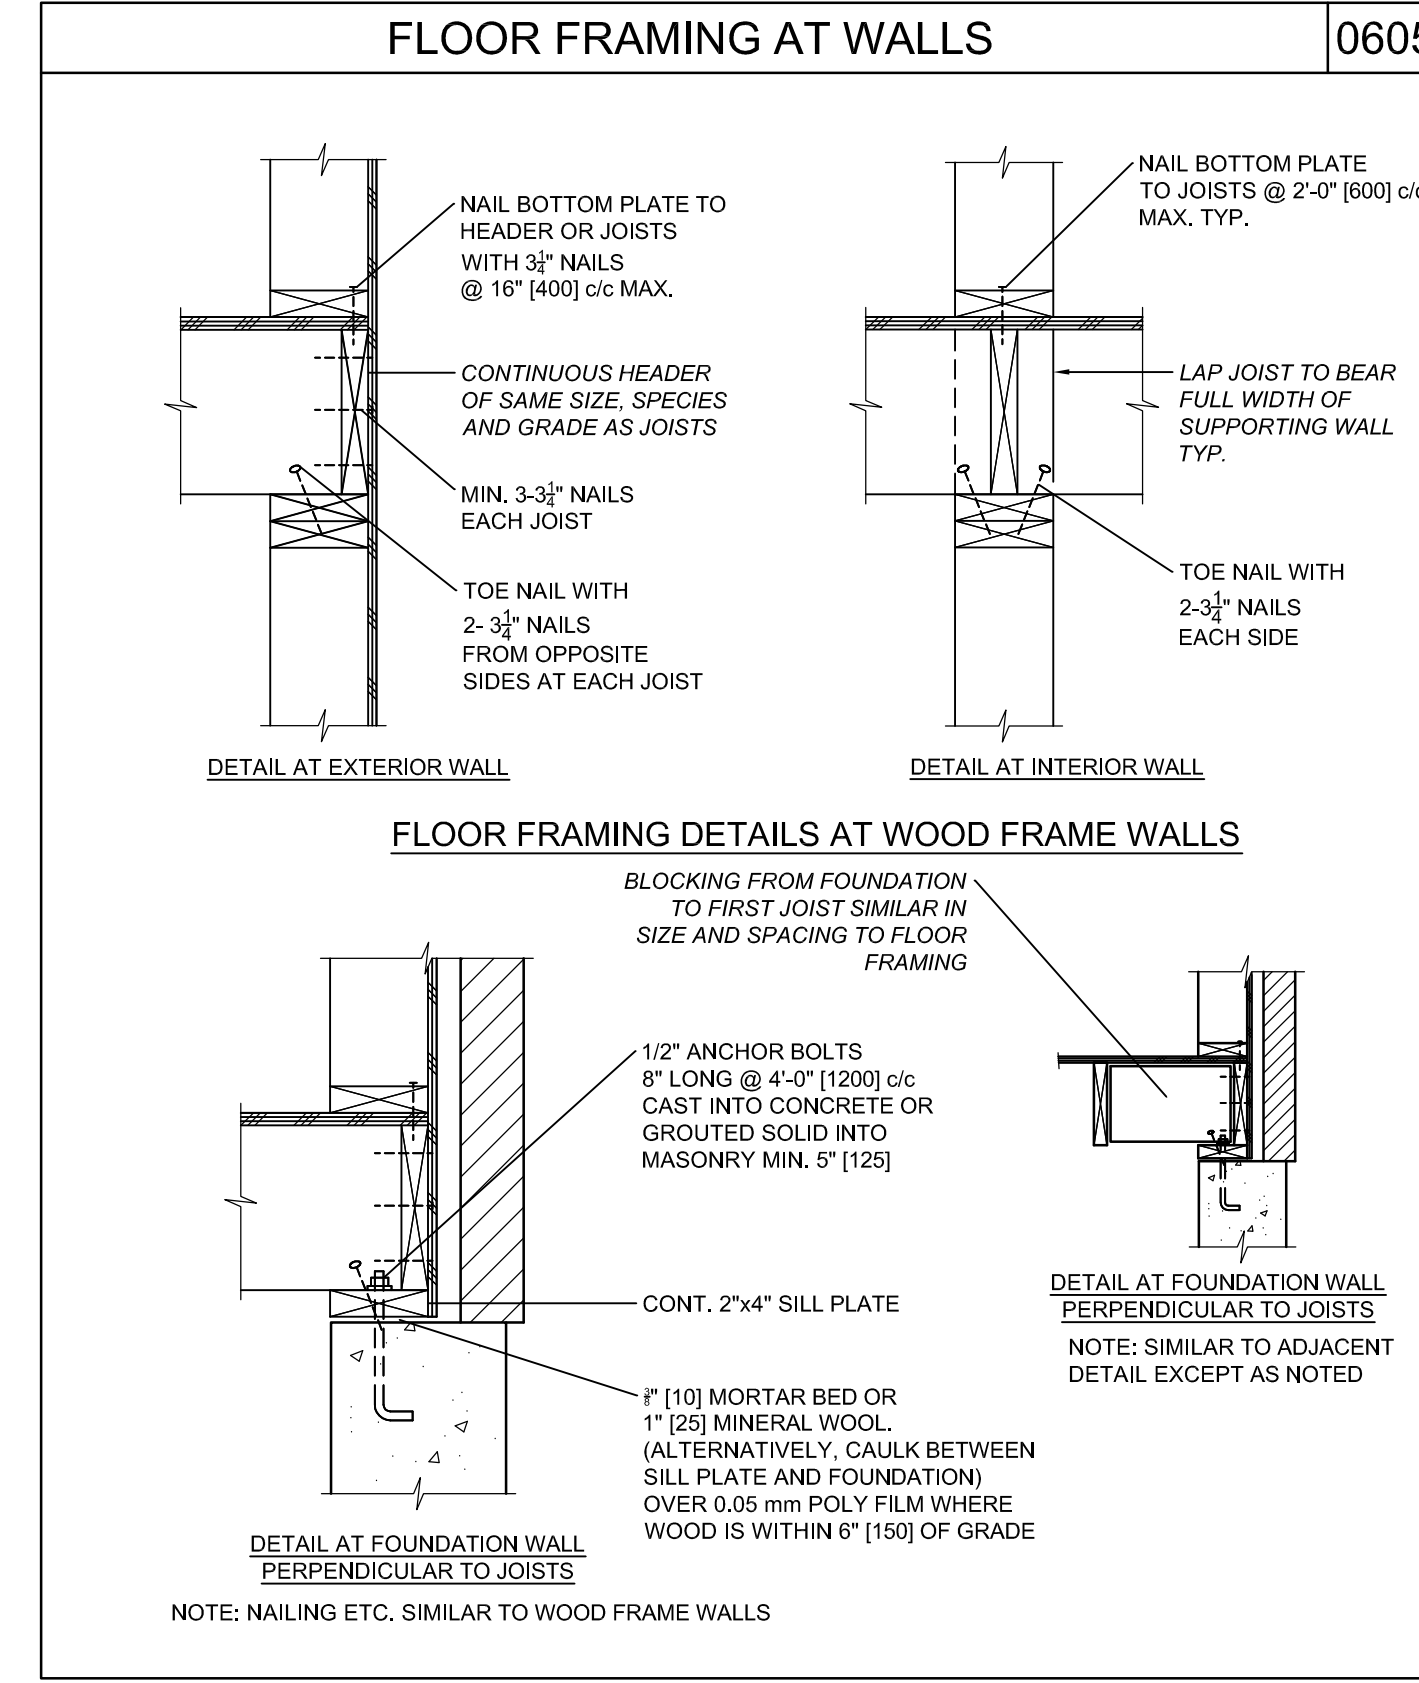 FLOOR FRAMING AT WALLS
0605
NAIL BOTTOM PLATE TO
HEADER OR JOISTS
WITH 3 1/4" NAILS
@ 16" [400] c/c MAX.
CONTINUOUS HEADER
OF SAME SIZE, SPECIES
AND GRADE AS JOISTS
MIN. 3-3 1/4" NAILS
EACH JOIST
TOE NAIL WITH
2- 3 1/4" NAILS
FROM OPPOSITE
SIDES AT EACH JOIST
DETAIL AT EXTERIOR WALL
NAIL BOTTOM PLATE
TO JOISTS @ 2'-0" [600] c/c
MAX. TYP.
LAP JOIST TO BEAR
FULL WIDTH OF
SUPPORTING WALL
TYP.
TOE NAIL WITH
2-3 1/4" NAILS
EACH SIDE
DETAIL AT INTERIOR WALL
FLOOR FRAMING DETAILS AT WOOD FRAME WALLS
BLOCKING FROM FOUNDATION
TO FIRST JOIST SIMILAR IN
SIZE AND SPACING TO FLOOR
FRAMING
1/2" ANCHOR BOLTS
8" LONG @ 4'-0" [1200] c/c
CAST INTO CONCRETE OR
GROUTED SOLID INTO
MASONRY MIN. 5" [125]
CONT. 2"x4" SILL PLATE
3/8" [10] MORTAR BED OR
1" [25] MINERAL WOOL.
(ALTERNATIVELY, CAULK BETWEEN
SILL PLATE AND FOUNDATION)
OVER 0.05 mm POLY FILM WHERE
WOOD IS WITHIN 6" [150] OF GRADE
DETAIL AT FOUNDATION WALL
PERPENDICULAR TO JOISTS
NOTE: NAILING ETC. SIMILAR TO WOOD FRAME WALLS
DETAIL AT FOUNDATION WALL
PERPENDICULAR TO JOISTS
NOTE: SIMILAR TO ADJACENT
DETAIL EXCEPT AS NOTED